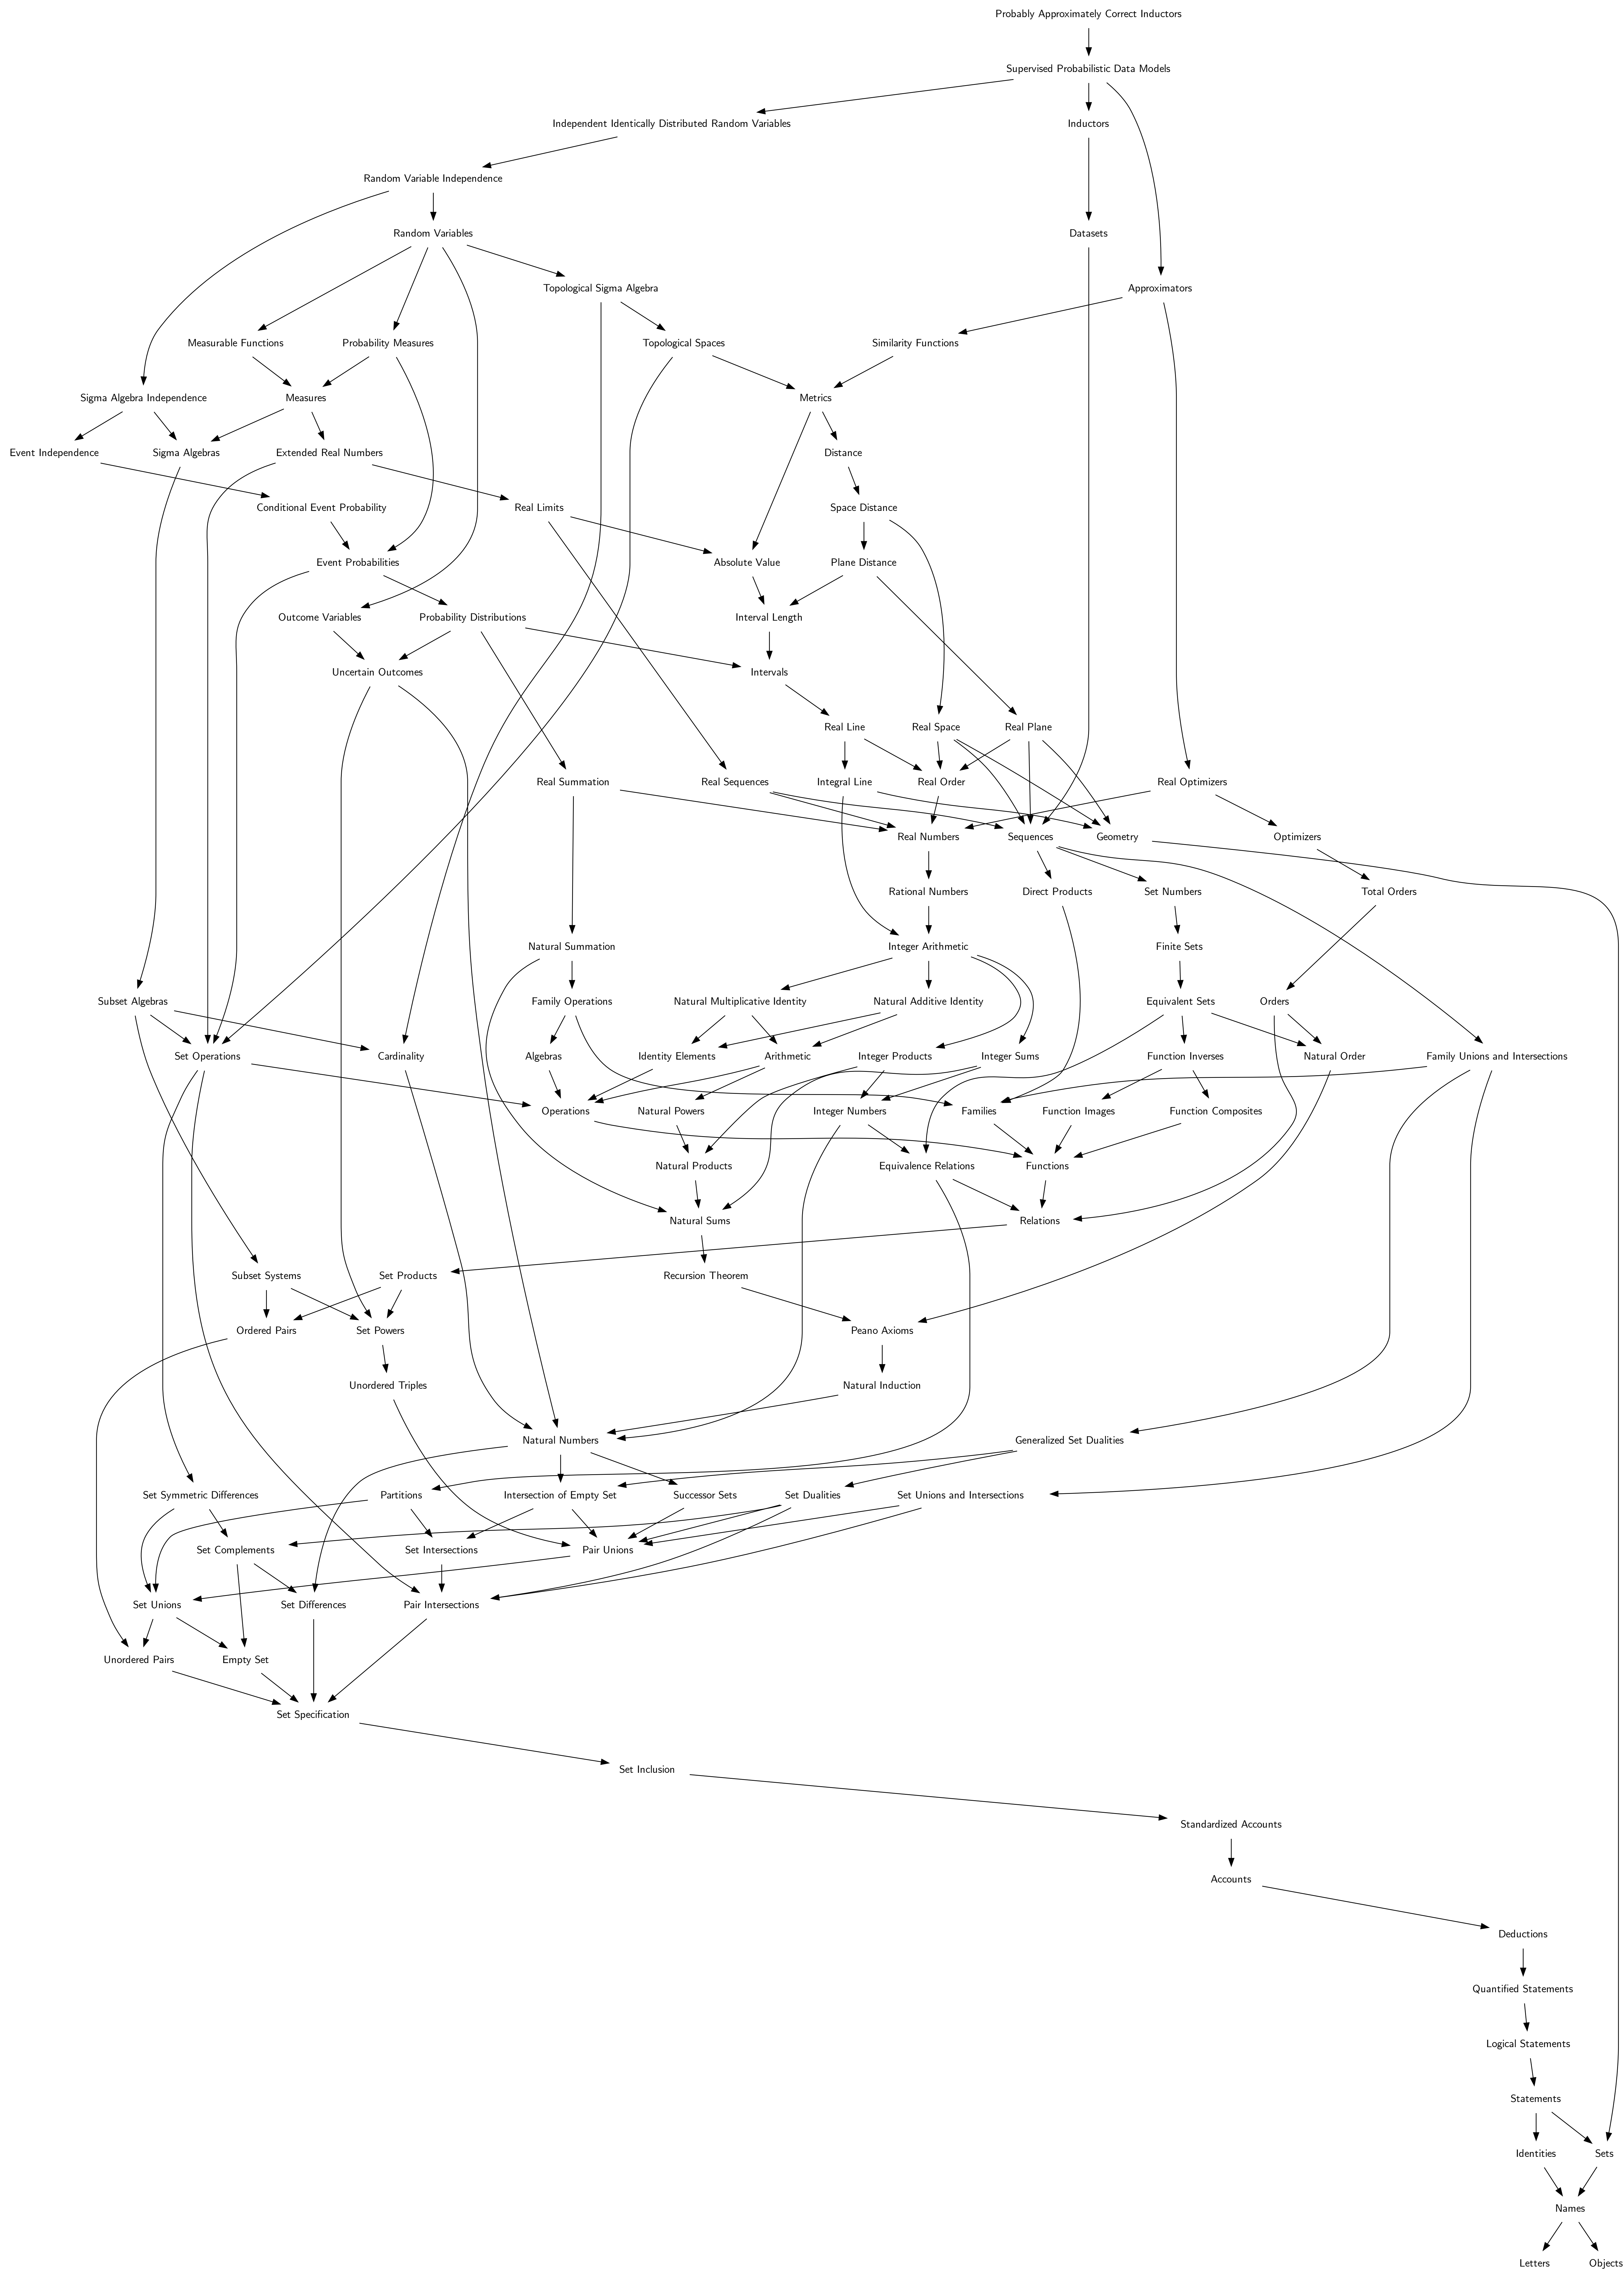 Probably Approximately Correct Inductors
Supervised Probabilistic Data Models
Independent Identically Distributed Random Variables
Inductors
Random Variable Independence
Random Variables
Datasets
Topological Sigma Algebra
Approximators
Measurable Functions
Probability Measures
Topological Spaces
Similarity Functions
Sigma Algebra Independence
Measures
Metrics
Event Independence
Sigma Algebras
Extended Real Numbers
Distance
Conditional Event Probability
Real Limits
Space Distance
Event Probabilities
Absolute Value
Plane Distance
Outcome Variables
Probability Distributions
Interval Length
Uncertain Outcomes
Intervals
Real Line
Real Space
Real Plane
Real Summation
Real Sequences
Integral Line
Real Order
Real Optimizers
Real Numbers
Sequences
Geometry
Optimizers
Rational Numbers
Direct Products
Set Numbers
Total Orders
Natural Summation
Integer Arithmetic
Finite Sets
Subset Algebras
Family Operations
Natural Multiplicative Identity
Natural Additive Identity
Equivalent Sets
Orders
Set Operations
Cardinality
Algebras
Identity Elements
Arithmetic
Integer Products
Integer Sums
Function Inverses
Natural Order
Family Unions and Intersections
Operations
Natural Powers
Integer Numbers
Families
Function Images
Function Composites
Natural Products
Equivalence Relations
Functions
Natural Sums
Relations
Subset Systems
Set Products
Recursion Theorem
Ordered Pairs
Set Powers
Peano Axioms
Unordered Triples
Natural Induction
Natural Numbers
Generalized Set Dualities
Set Symmetric Differences
Partitions
Intersection of Empty Set
Successor Sets
Set Dualities
Set Unions and Intersections
Set Complements
Set Intersections
Pair Unions
Set Unions
Set Differences
Pair Intersections
Unordered Pairs
Empty Set
Set Specification
Set Inclusion
Standardized Accounts
Accounts
Deductions
Quantified Statements
Logical Statements
Statements
Identities
Sets
Names
Letters
Objects